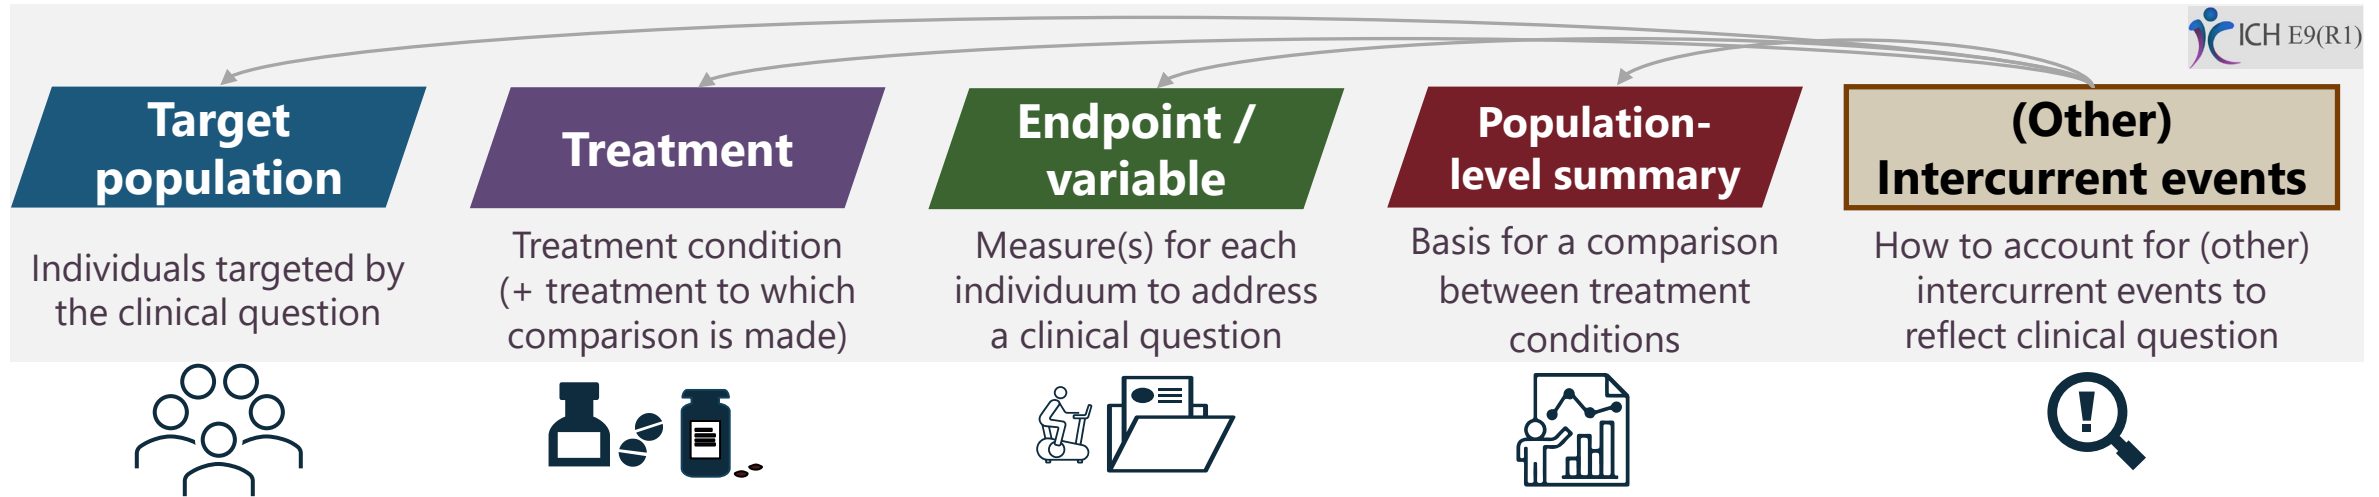 ICH E9(R1)
Target
population
Individuals targeted by
the clinical question
Treatment
Treatment condition
(+ treatment to which
comparison is made)
Endpoint /
variable
Measure(s) for each
individuum to address
a clinical question
Population-
level summary
Basis for a comparison
between treatment
conditions
(Other)
Intercurrent events
How to account for (other)
intercurrent events to
reflect clinical question